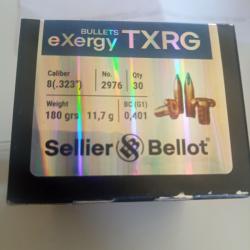 BULLETS
eXergy TXRG
Caliber No. Qty
8(.323") 2976 30
Weight BC (G1)
180 grs 11,7 g 0,401
Sellier & Bellot